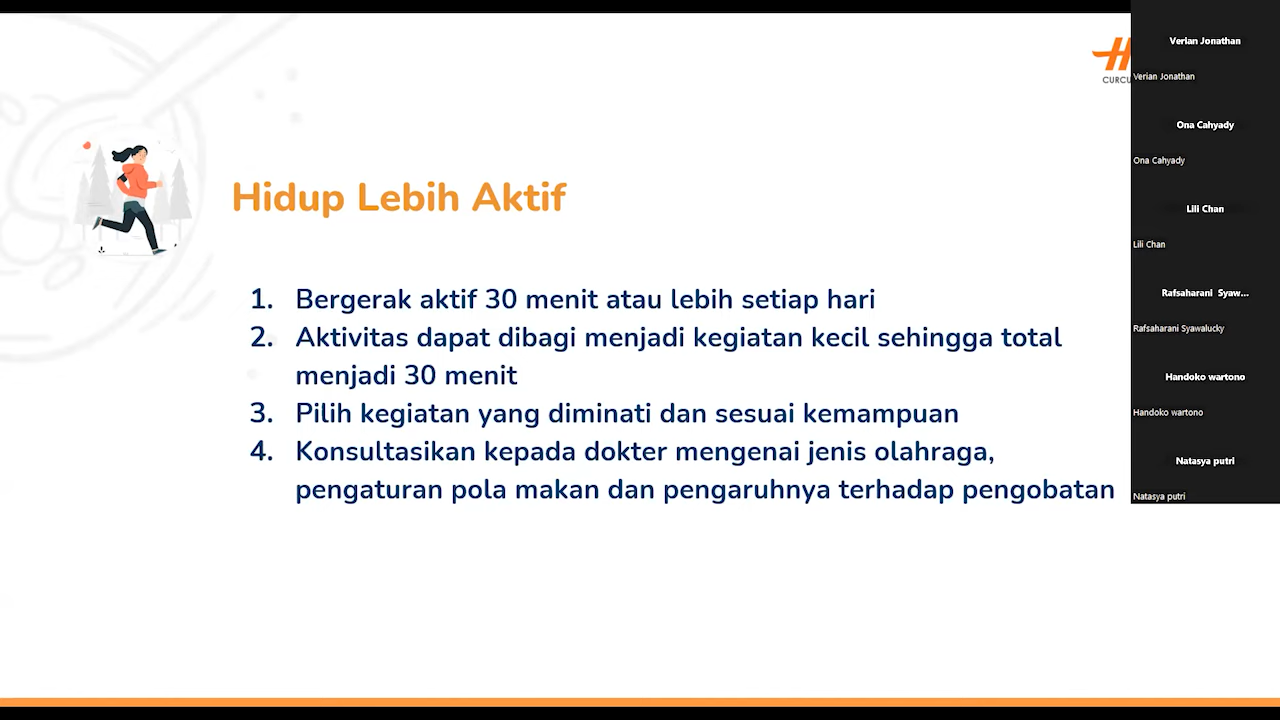 Hidup Lebih Aktif
1. Bergerak aktif 30 menit atau lebih setiap hari
2. Aktivitas dapat dibagi menjadi kegiatan kecil sehingga total
menjadi 30 menit
3. Pilih kegiatan yang diminati dan sesuai kemampuan
4. Konsultasikan kepada dokter mengenai jenis olahraga,
pengaturan pola makan dan pengaruhnya terhadap pengobatan
Verian Jonathan
Verian Jonathan
Ona Cahyady
Ona Cahyady
Lili Chan
Lili Chan
Rafsaharani Syaw...
Rafsaharani Syawalucky
Handoko wartono
Handoko wartono
Natasya putri
Natasya putri